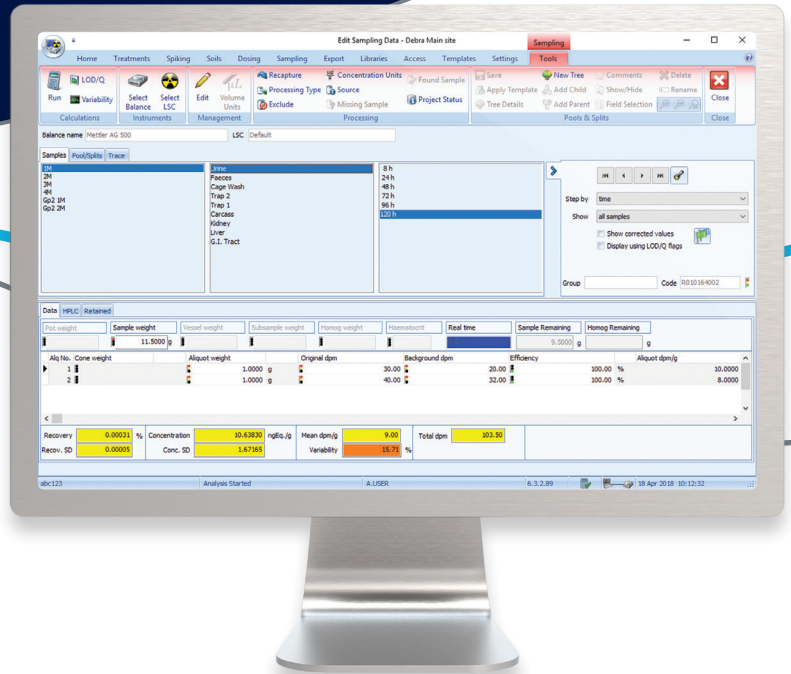 Edit Sampling Data - Debra Main site
Sampling
Home Treatments Spiking Soils Dosing Sampling Export Libraries Access Templates Settings Tools
Run
LOD/Q
Variability
Calculations
Select Balance
Select LSC
Instruments
Edit
μL
Volume Units
Management
Recapture
Processing Type
Exclude
Concentration Units
Source
Missing Sample
Found Sample
Project Status
Processing
Save
Apply Template
Tree Details
New Tree
Add Child
Add Parent
Comments
Show/Hide
Field Selection
Delete
Rename
Pools & Splits
Close
Close
Balance name Mettler AG 500 LSC Default
Samples Pool/Splits Trace
1M
2M
3M
4M
Gp2 1M
Gp2 2M
Urine
Faeces
Cage Wash
Trap 2
Trap 1
Carcass
Kidney
Liver
G.I. Tract
8 h
24 h
48 h
72 h
96 h
120 h
Step by time
Show all samples
Show corrected values
Display using LOD/Q flags
Group Code R010164002
Data HPLC Retained
Pot weight Sample weight Vessel weight Subsample weight Homog weight Haematocrit Real time Sample Remaining Homog Remaining
11.5000 g 9.5000 g g
Alq No. Cone weight Aliquot weight Original dpm Background dpm Efficiency Aliquot dpm/g
1 1.0000 g 30.00 20.00 100.00 % 10.0000
2 1.0000 g 40.00 32.00 100.00 % 8.0000
Recovery 0.00031 % Concentration 10.63830 ngEq./g Mean dpm/g 9.00 Total dpm 103.50
Recov. SD 0.00005 Conc. SD 1.67165 Variability 15.71 %
abc123 Analysis Started A.USER 6.3.2.89 18 Apr 2018 10:12:32